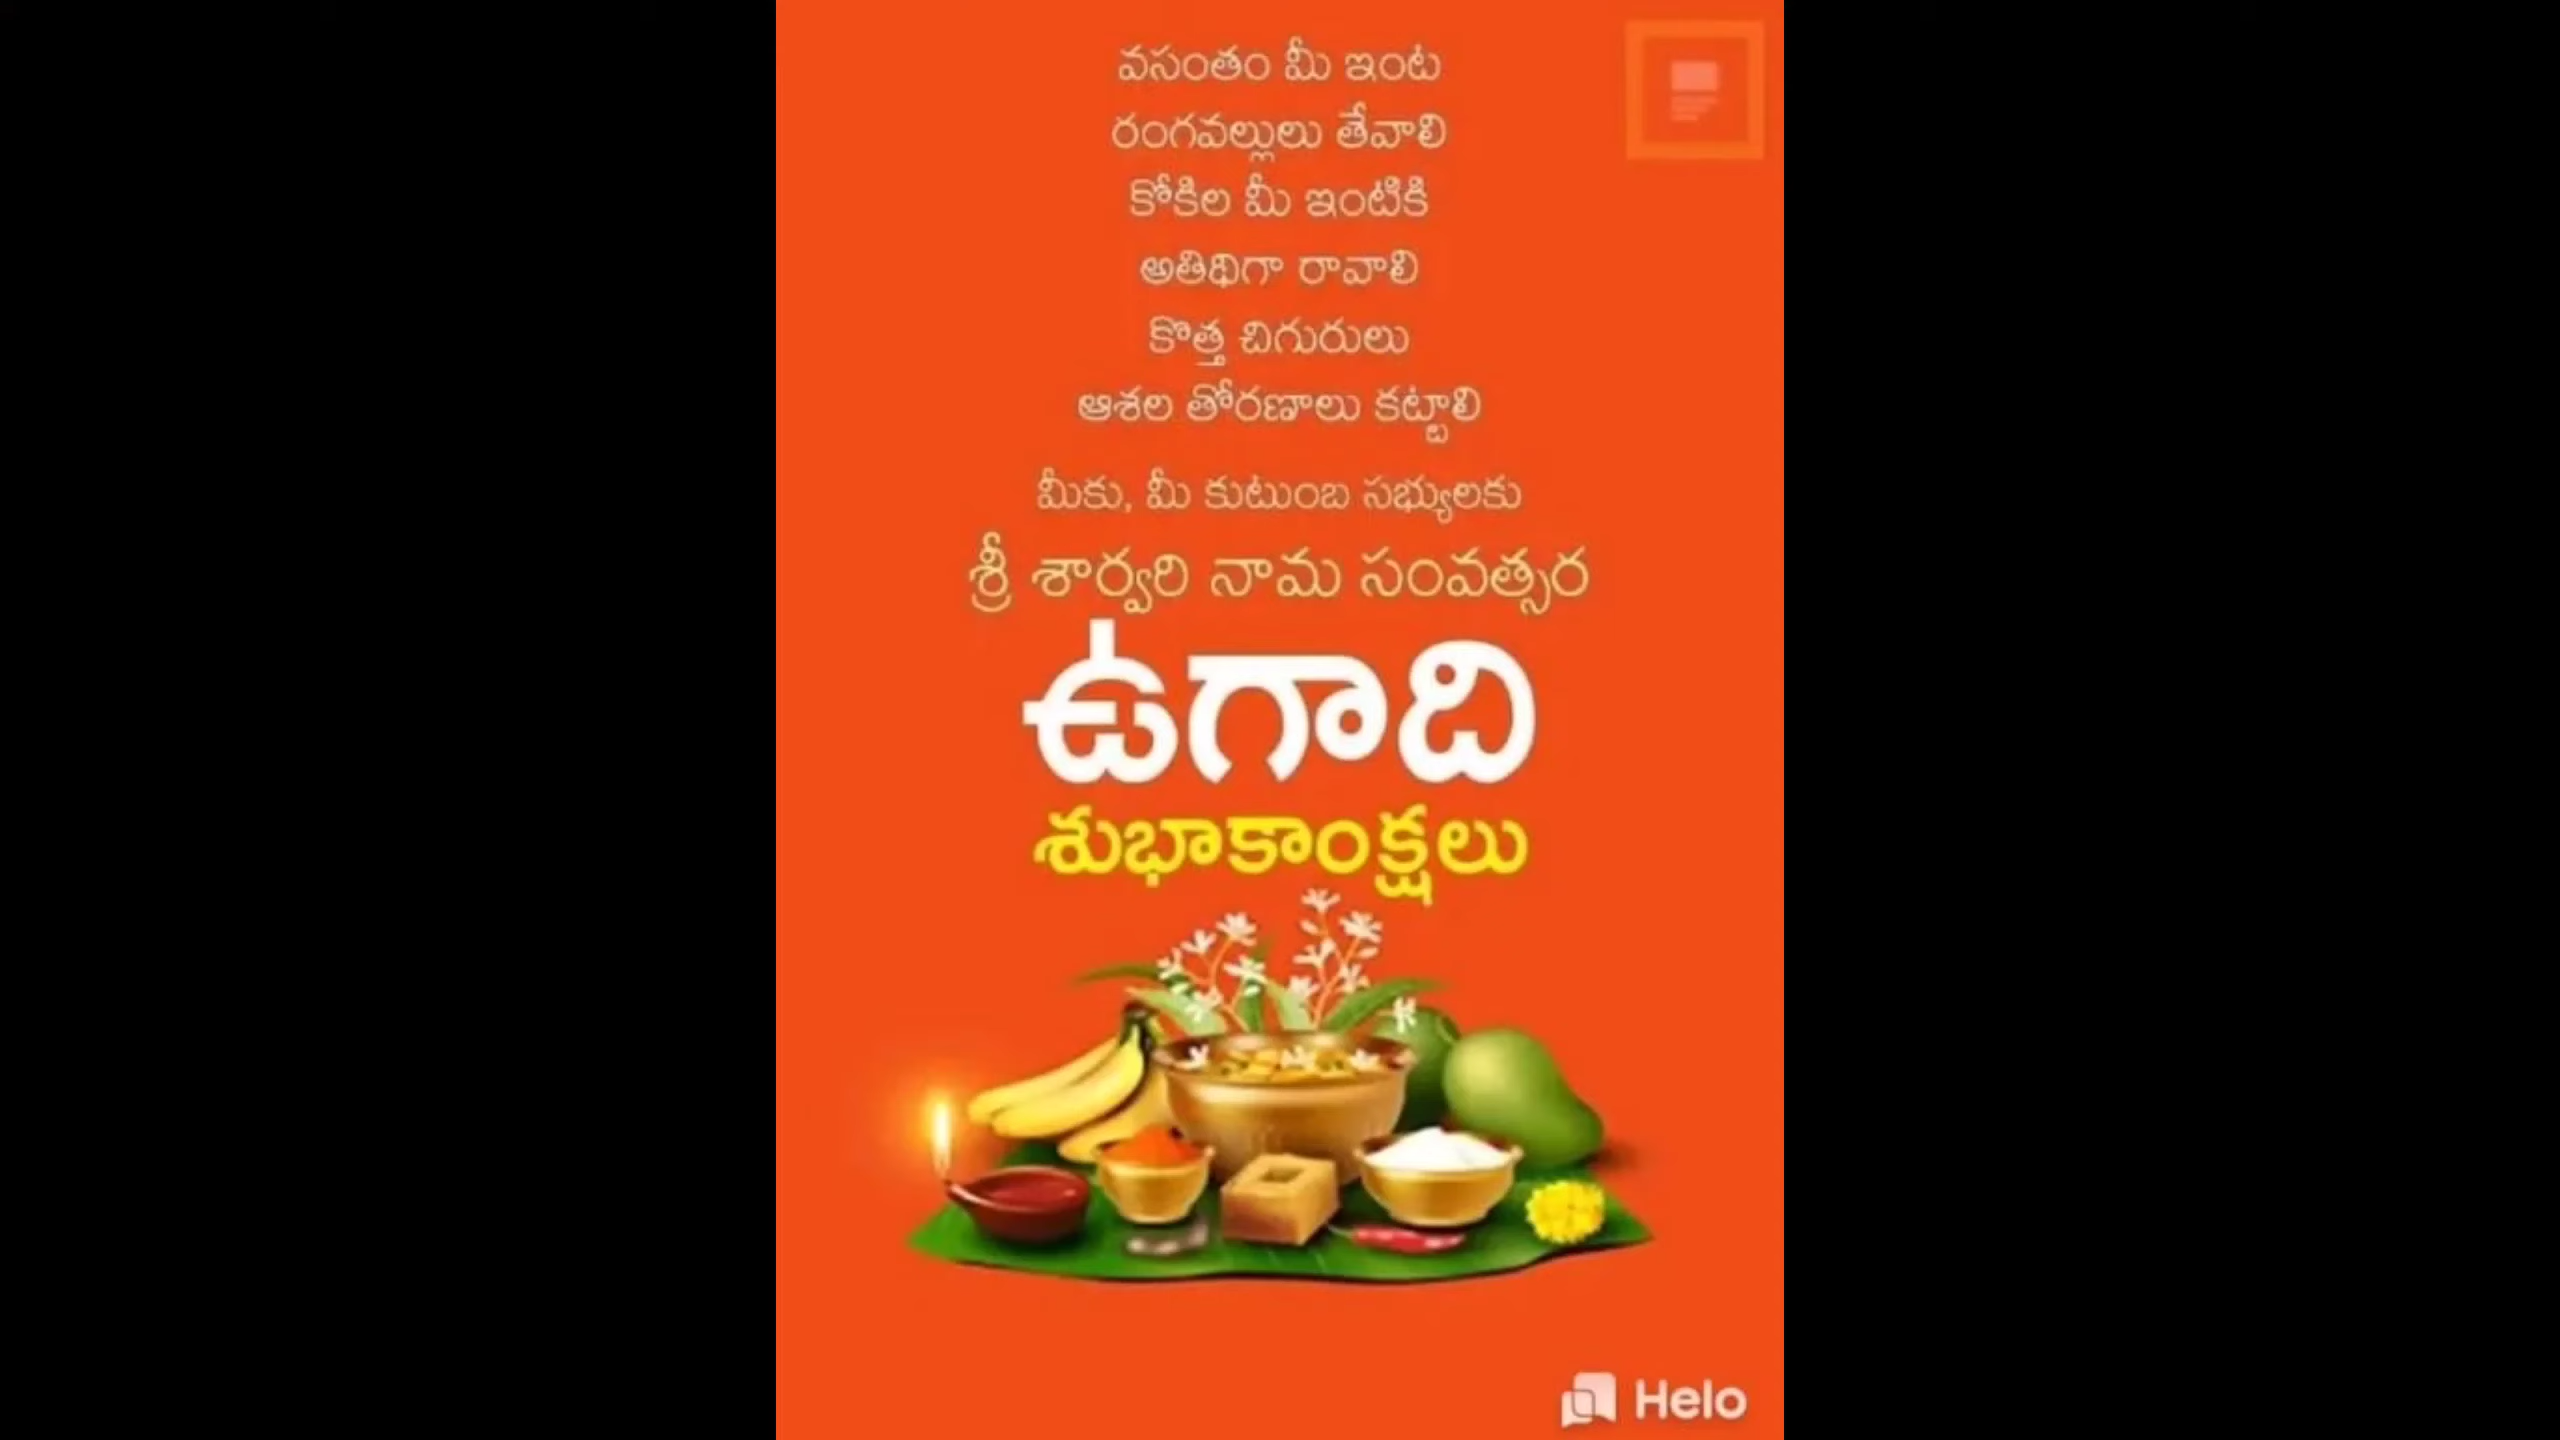 వసంతం మీ ఇంట
రంగవల్లులు తేవాలి
కోకిల మీ ఇంటికి
అతిథిగా రావాలి
కొత్త చిగురులు
ఆశల తోరణాలు కట్టాలి
మీకు, మీ కుటుంబ సభ్యులకు
శ్రీ శార్వరి నామ సంవత్సర
ఉగాది
శుభాకాంక్షలు
Helo